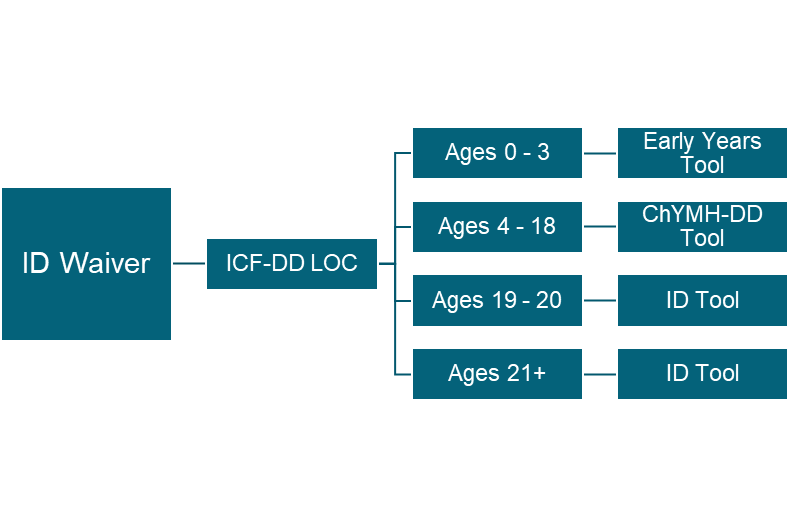 ID Waiver
ICF-DD LOC
Ages 0 - 3
Early Years
Tool
Ages 4 - 18
ChYMH-DD
Tool
Ages 19 - 20
ID Tool
Ages 21+
ID Tool